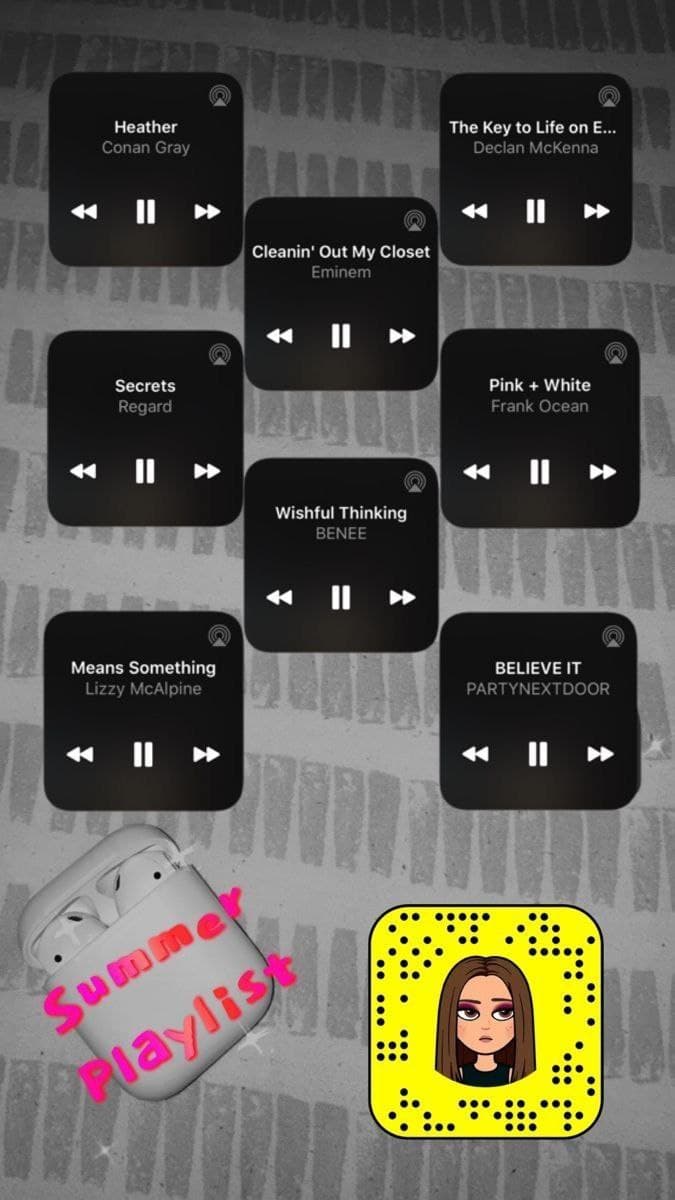 Heather
Conan Gray
The Key to Life on E...
Declan McKenna
Cleanin' Out My Closet
Eminem
Secrets
Regard
Pink + White
Frank Ocean
Wishful Thinking
BENEE
Means Something
Lizzy McAlpine
BELIEVE IT
PARTYNEXTDOOR
Summer
Playlist